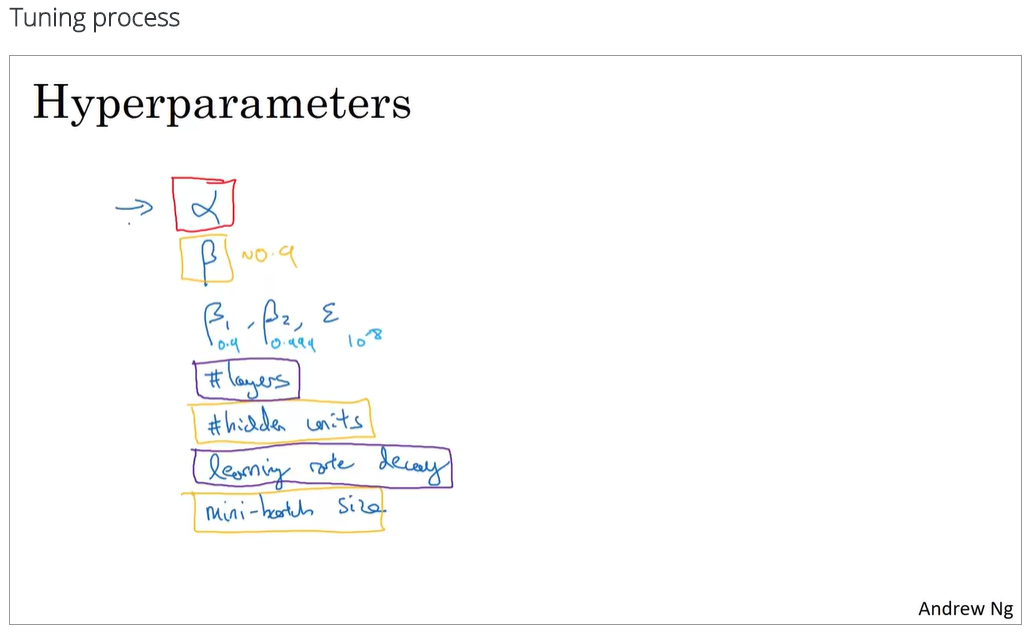 Tuning process
Hyperparameters
α
β ~0.9
β₁, β₂, ε
0.9 0.999 10⁻⁸
#layers
#hidden units
learning rate decay
mini-batch size
Andrew Ng